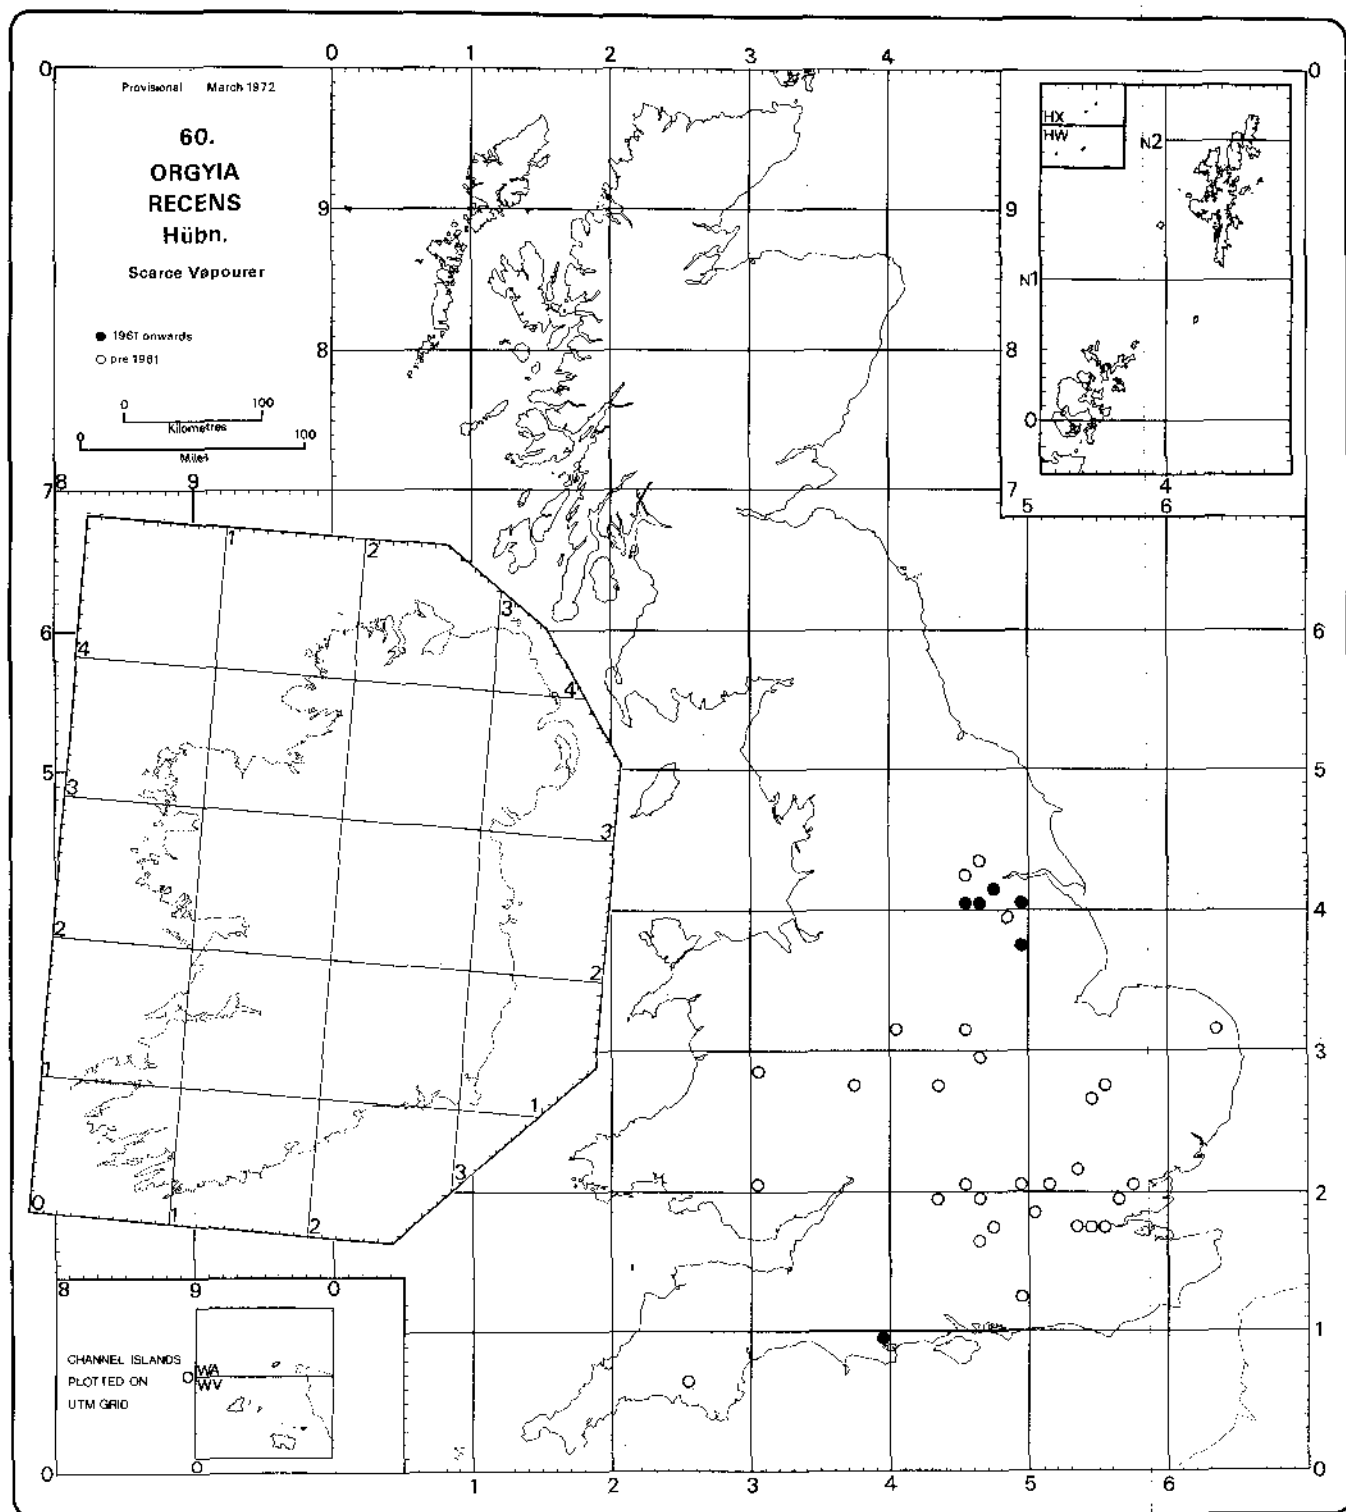 0 1 2 3 4
0 0
Provisional March 1972
60.
ORGYIA
RECENS
Hübn.
Scarce Vapourer
● 1961 onwards
○ pre 1961
0 100
Kilometres
0 100
Miles
HX
HW
N2
N1
0
4
9 9
8 8
7 8 9 7 5 6
1 2 3
4 4
6 6
5 5
3 3
2 2
4 4
1 1
3 3
0 1 2 3
2 2
8 9 0
CHANNEL ISLANDS
PLOTTED ON
UTM GRID
WA
WV
0
1
0
0 1 2 3 4 5 6 0